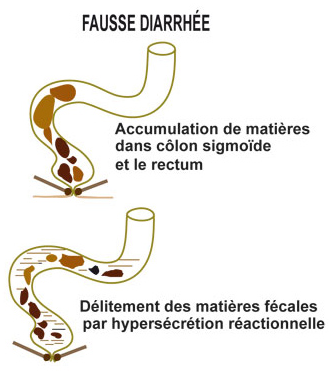 FAUSSE DIARRHÉE
Accumulation de matières
dans côlon sigmoïde
et le rectum
Délitement des matières fécales
par hypersécrétion réactionnelle